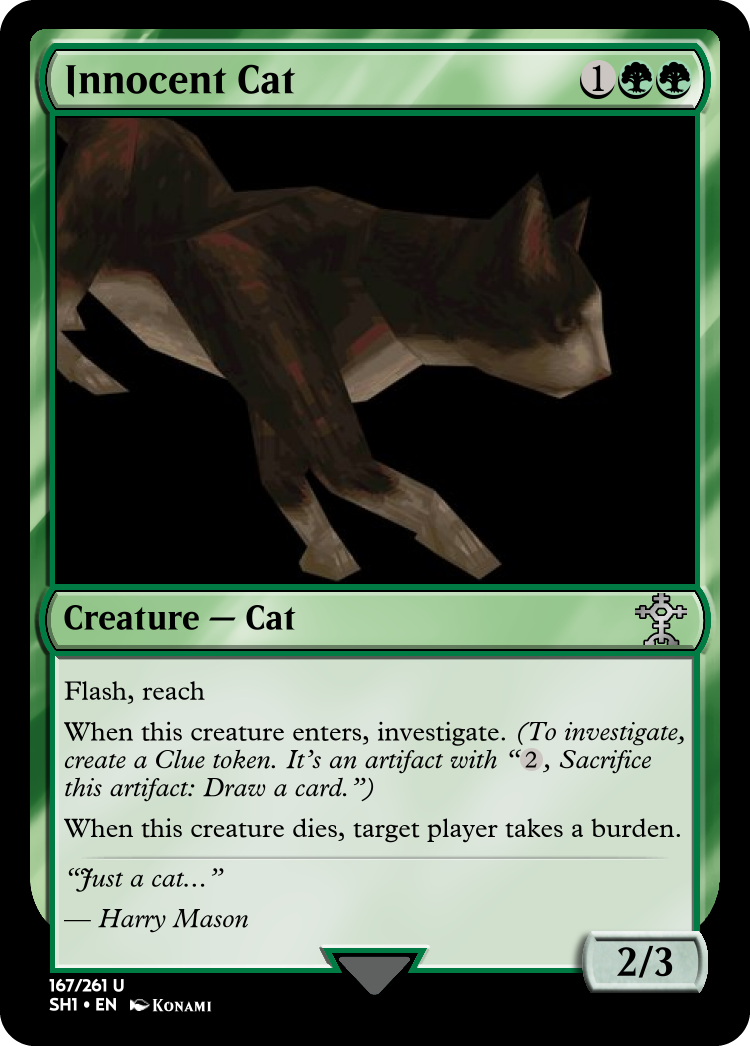 Innocent Cat 1
Creature — Cat
Flash, reach
When this creature enters, investigate. (To investigate,
create a Clue token. It's an artifact with “2, Sacrifice
this artifact: Draw a card.”)
When this creature dies, target player takes a burden.
“Just a cat…”
— Harry Mason
2/3
167/261 U
SH1 • EN KONAMI